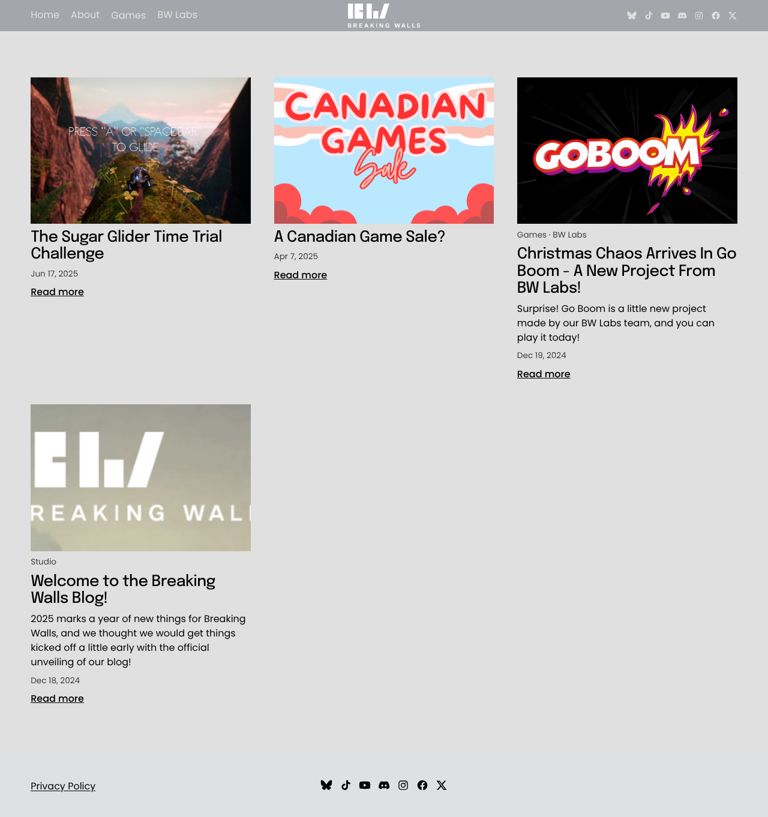 Home About Games BW Labs
BREAKING WALLS
PRESS "A" OR "SPACEBAR"
TO GLIDE
The Sugar Glider Time Trial
Challenge
Jun 17, 2025
Read more
CANADIAN
GAMES
Sale
A Canadian Game Sale?
Apr 7, 2025
Read more
GOBOOM
Games · BW Labs
Christmas Chaos Arrives In Go
Boom - A New Project From
BW Labs!
Surprise! Go Boom is a little new project
made by our BW Labs team, and you can
play it today!
Dec 19, 2024
Read more
REAKING WAL
Studio
Welcome to the Breaking
Walls Blog!
2025 marks a year of new things for Breaking
Walls, and we thought we would get things
kicked off a little early with the official
unveiling of our blog!
Dec 18, 2024
Read more
Privacy Policy